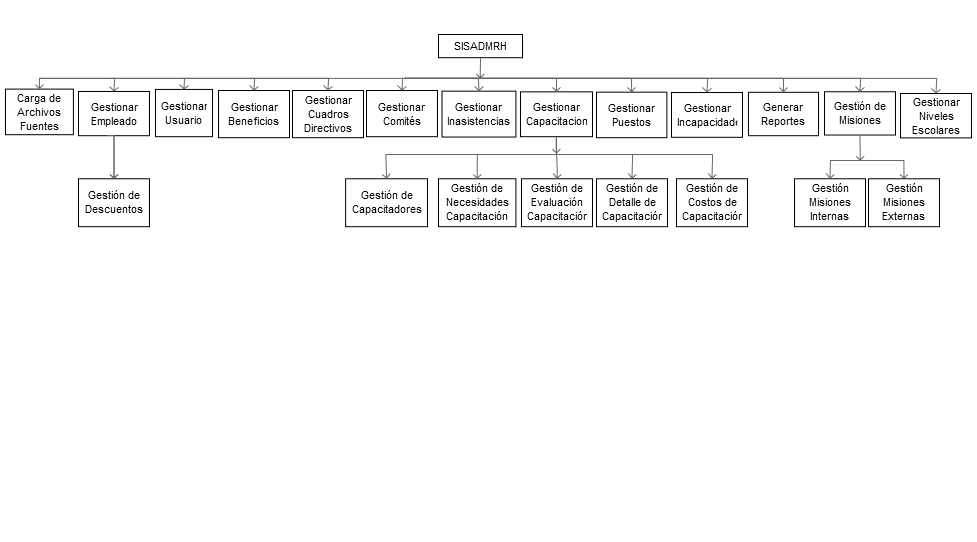 SISADMRH
Carga de
Archivos
Fuentes
Gestionar
Empleado
Gestionar
Usuario
Gestionar
Beneficios
Gestionar
Cuadros
Directivos
Gestionar
Comités
Gestionar
Inasistencias
Gestionar
Capacitacion
Gestionar
Puestos
Gestionar
Incapacidade
Generar
Reportes
Gestión de
Misiones
Gestionar
Niveles
Escolares
Gestión de
Descuentos
Gestión de
Capacitadores
Gestión de
Necesidades
Capacitación
Gestión de
Evaluación
Capacitación
Gestión de
Detalle de
Capacitación
Gestión de
Costos de
Capacitación
Gestión
Misiones
Internas
Gestión
Misiones
Externas